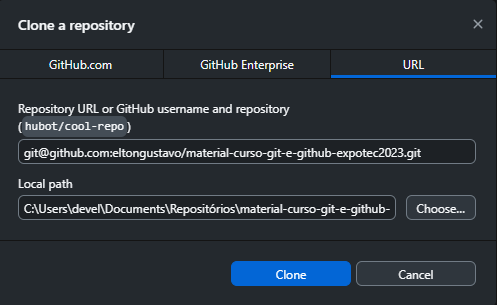 Clone a repository
GitHub.com
GitHub Enterprise
URL
Repository URL or GitHub username and repository
(hubot/cool-repo)
git@github.com:eltongustavo/material-curso-git-e-github-expotec2023.git
Local path
C:\Users\devel\Documents\Repositórios\material-curso-git-e-github-
Choose...
Clone
Cancel